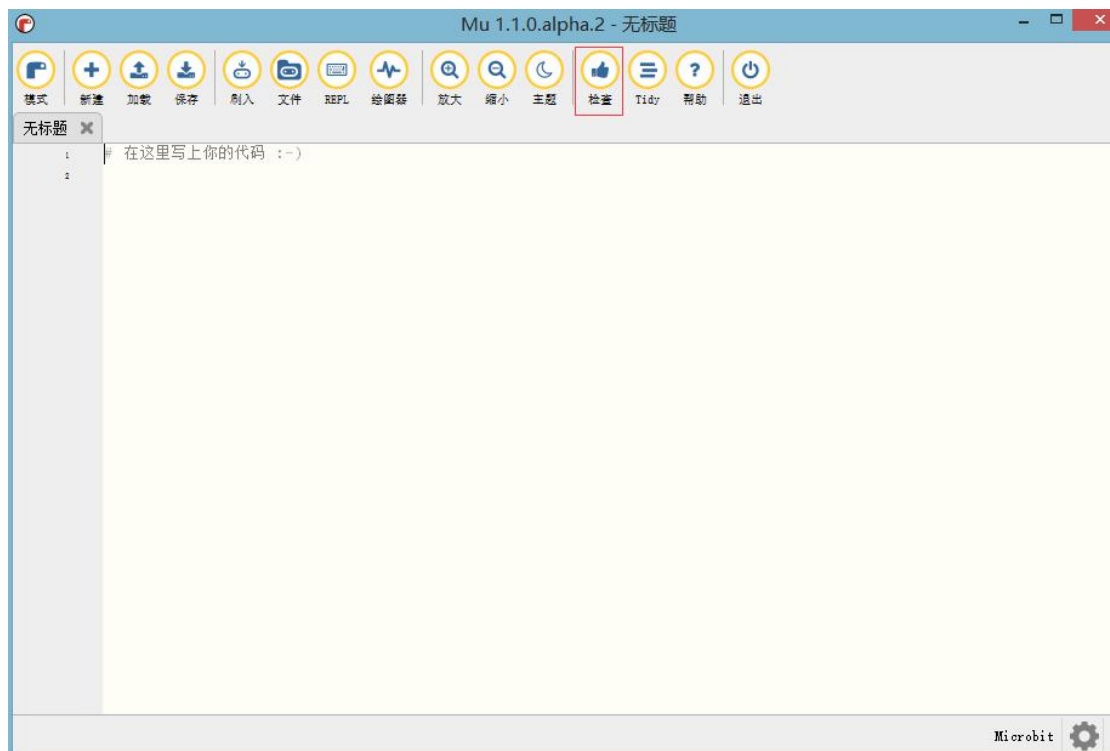 Mu 1.1.0.alpha.2 - 无标题
模式 新建 加载 保存 刷入 文件 REPL 绘图器 放大 缩小 主题 检查 Tidy 帮助 退出
无标题
1 # 在这里写上你的代码 :-)
2
Microbit